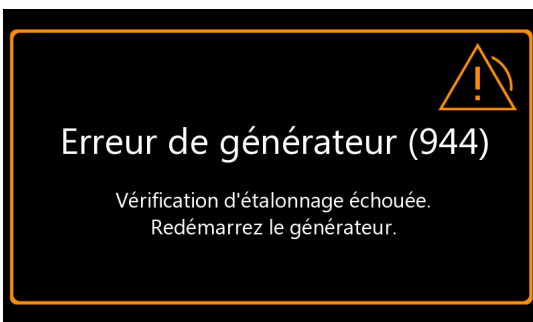 Erreur de générateur (944)
Vérification d'étalonnage échouée.
Redémarrez le générateur.